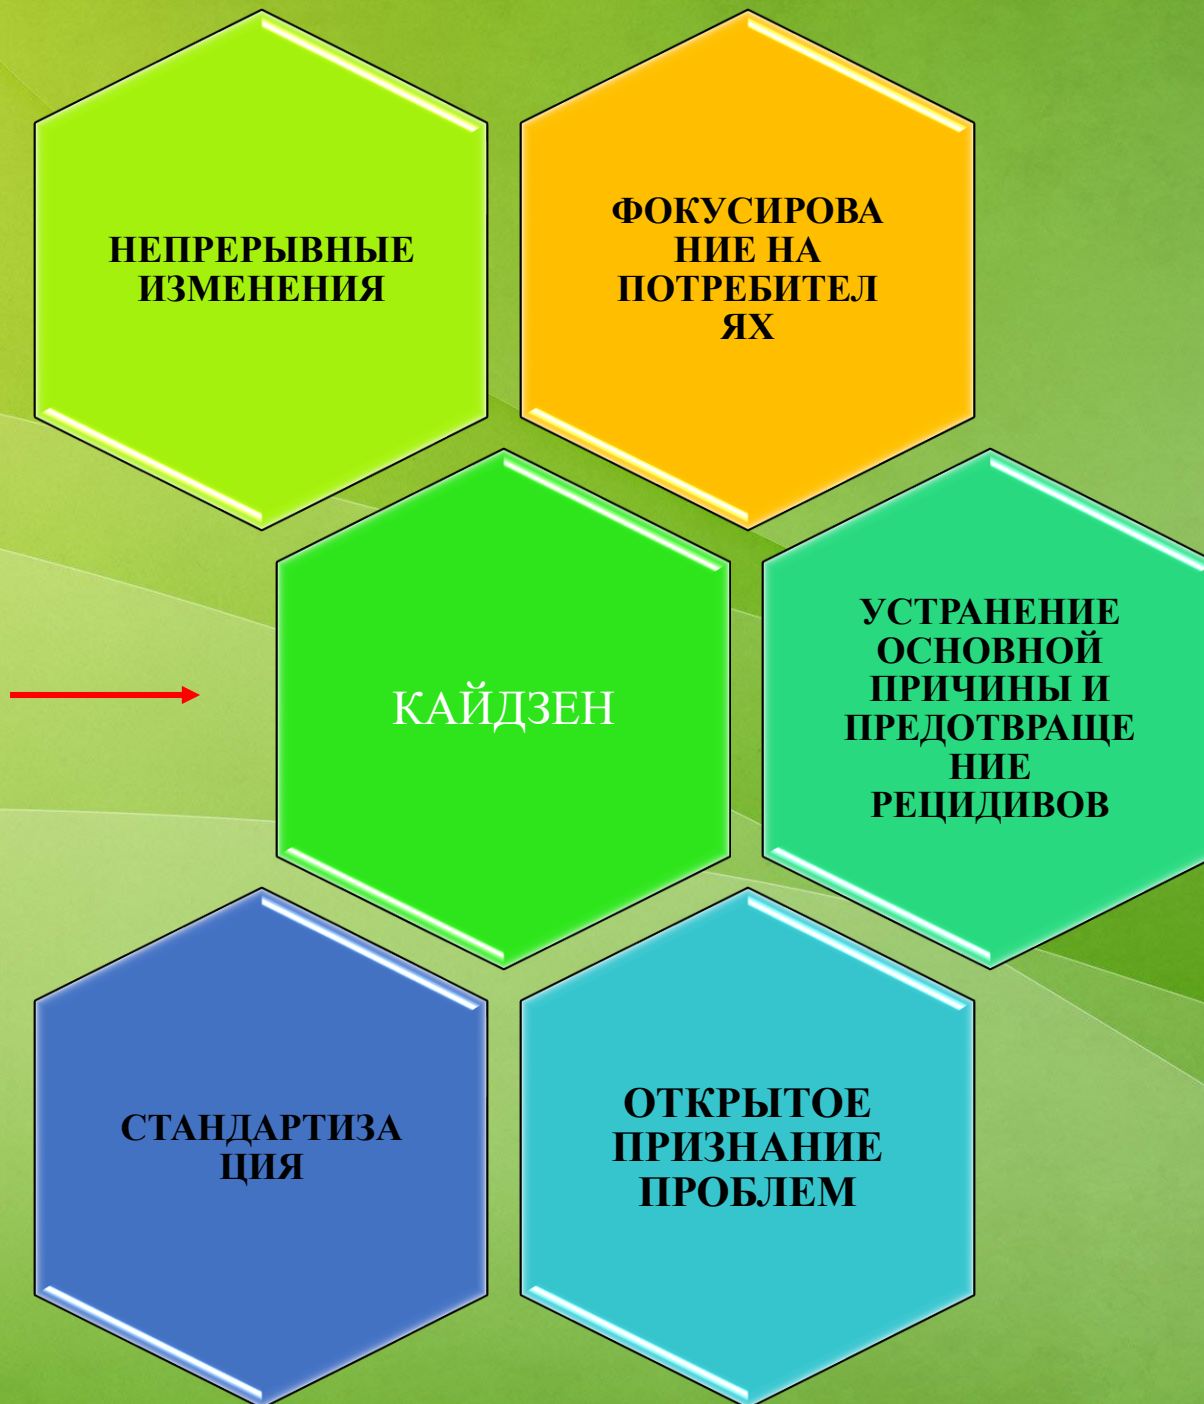 НЕПРЕРЫВНЫЕ
ИЗМЕНЕНИЯ
ФОКУСИРОВА
НИЕ НА
ПОТРЕБИТЕЛ
ЯХ
КАЙДЗЕН
УСТРАНЕНИЕ
ОСНОВНОЙ
ПРИЧИНЫ И
ПРЕДОТВРАЩЕ
НИЕ
РЕЦИДИВОВ
СТАНДАРТИЗА
ЦИЯ
ОТКРЫТОЕ
ПРИЗНАНИЕ
ПРОБЛЕМ